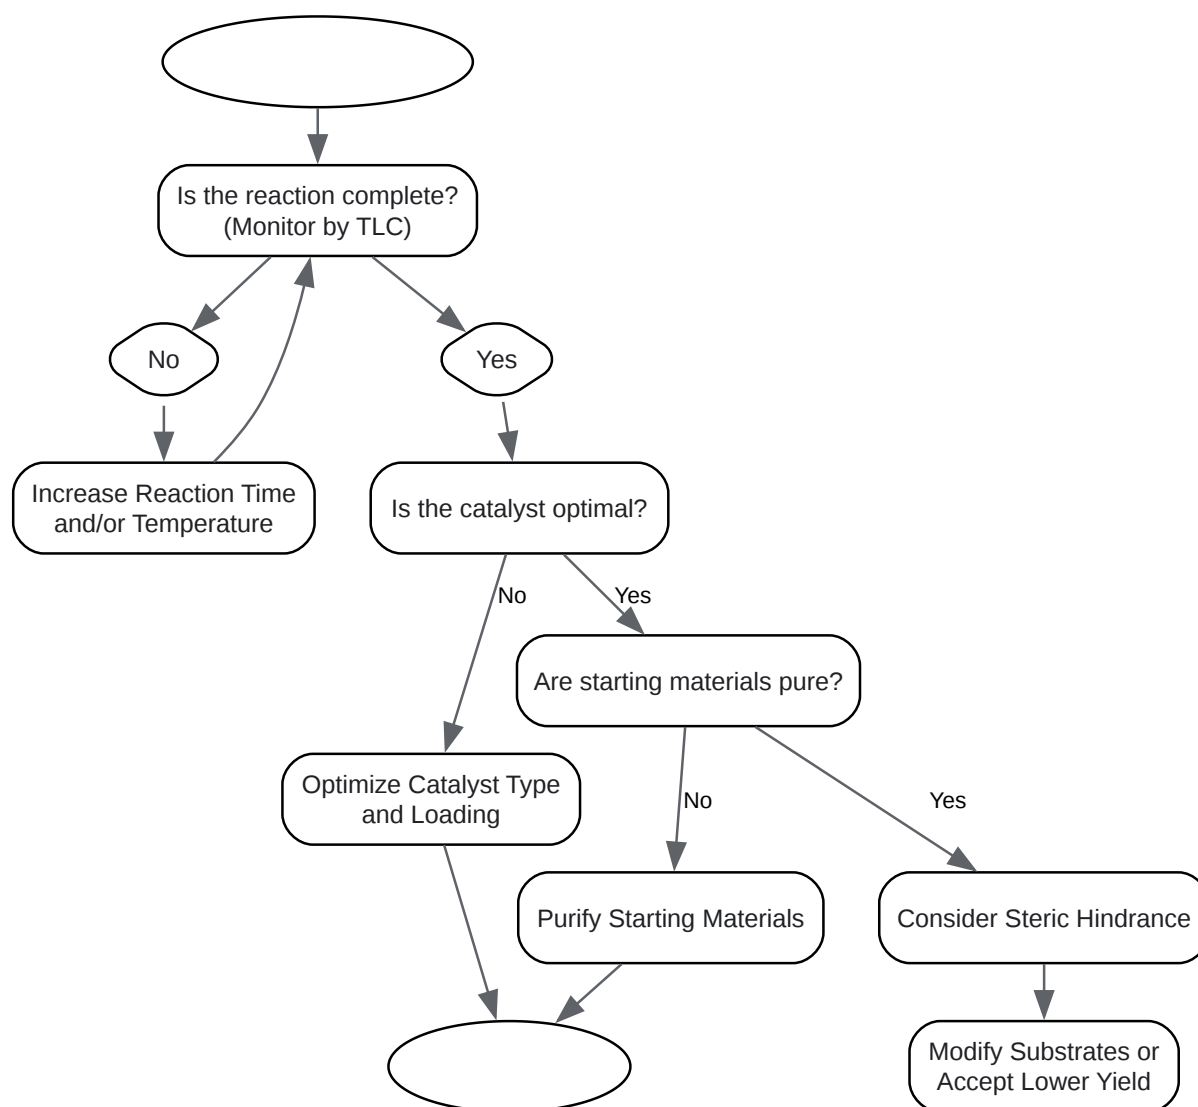 Is the reaction complete?
(Monitor by TLC)
No
Yes
Increase Reaction Time
and/or Temperature
Is the catalyst optimal?
No
Yes
Are starting materials pure?
Optimize Catalyst Type
and Loading
No
Yes
Purify Starting Materials
Consider Steric Hindrance
Modify Substrates or
Accept Lower Yield